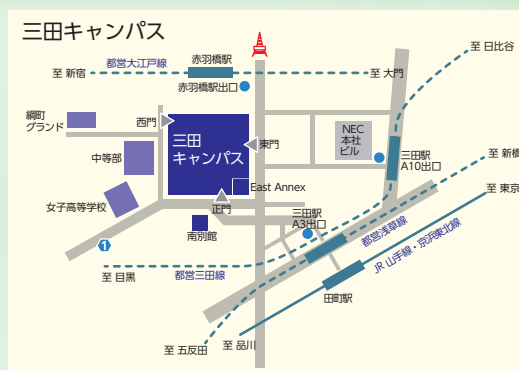 三田キャンパス
至 日比谷
都営大江戸線
赤羽橋駅
至 新宿
至 大門
赤羽橋駅出口
綱町
グランド
西門
三田
キャンパス
東門
NEC
本社
ビル
中等部
三田駅
A10出口
至 新橋
East Annex
至 東京
女子高等学校
正門
三田駅
A3出口
南別館
都営浅草線
1
JR 山手線・京浜東北線
至 目黒
都営三田線
田町駅
至 五反田
至 品川